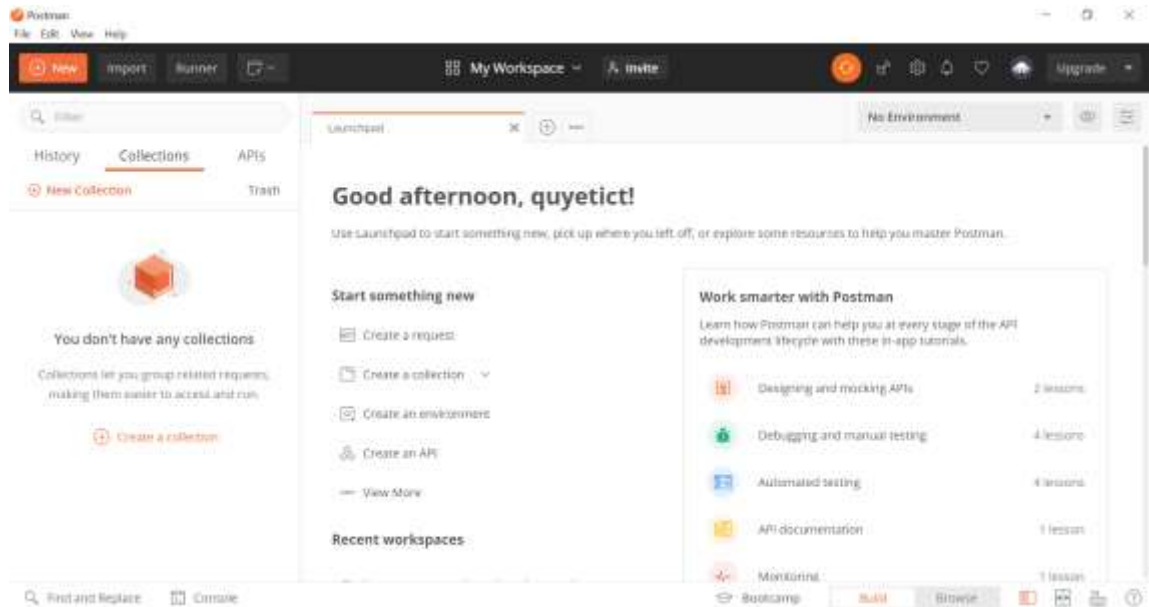 Postman
File Edit View Help
New Import Runner My Workspace Invite Upgrade
Filter
Launchpad
No Environment
History Collections APIs
New Collection Trash
Good afternoon, quyetict!
Use Launchpad to start something new, pick up where you left off, or explore some resources to help you master Postman.
You don't have any collections
Collections let you group related requests,
making them easier to access and run.
Create a collection
Start something new
Create a request
Create a collection
Create an environment
Create an API
View More
Recent workspaces
Work smarter with Postman
Learn how Postman can help you at every stage of the API
development lifecycle with these in-app tutorials.
Designing and mocking APIs 2 lessons
Debugging and manual testing 4 lessons
Automated testing 4 lessons
API documentation 1 lesson
Monitoring 1 lesson
Find and Replace Console Bootcamp Build Browse